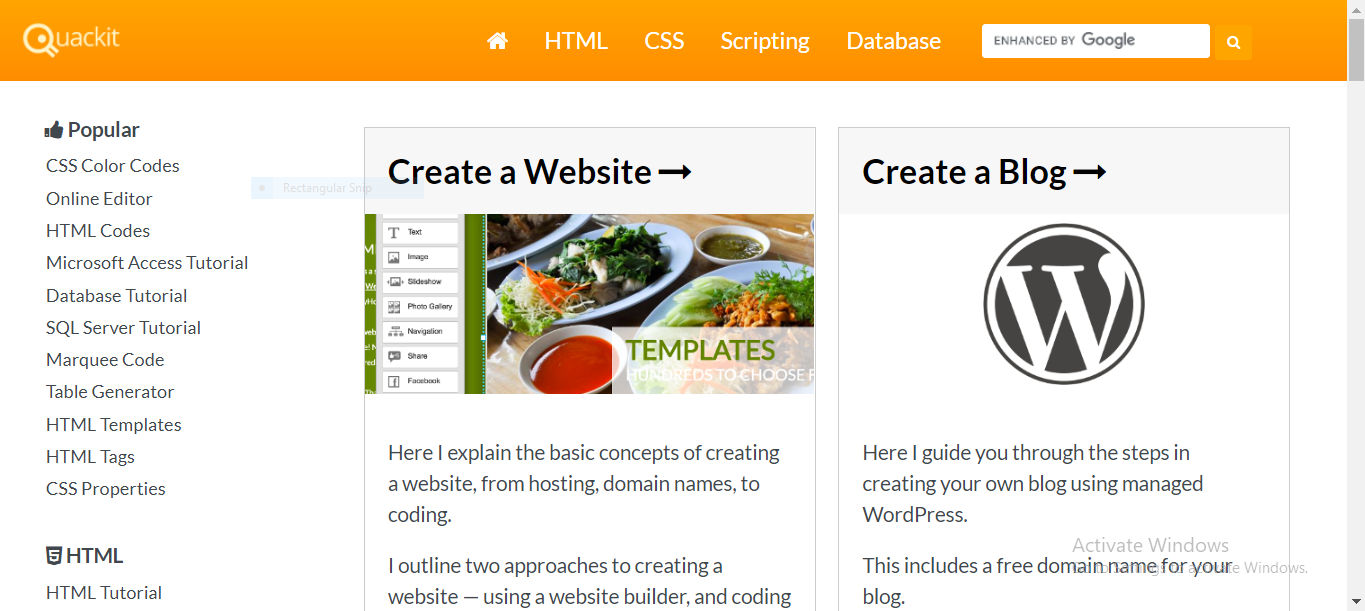 Quackit
HTML CSS Scripting Database
ENHANCED BY Google
Popular
CSS Color Codes
Online Editor
HTML Codes
Microsoft Access Tutorial
Database Tutorial
SQL Server Tutorial
Marquee Code
Table Generator
HTML Templates
HTML Tags
CSS Properties
HTML
HTML Tutorial
Rectangular Snip
Create a Website
Text
Image
Slideshow
Photo Gallery
Navigation
Share
Facebook
TEMPLATES
HUNDREDS TO CHOOSE F
Here I explain the basic concepts of creating
a website, from hosting, domain names, to
coding.
I outline two approaches to creating a
website — using a website builder, and coding
Create a Blog
W
Here I guide you through the steps in
creating your own blog using managed
WordPress.
This includes a free domain name for your
blog.
Activate Windows
Go to Settings to activate Windows.